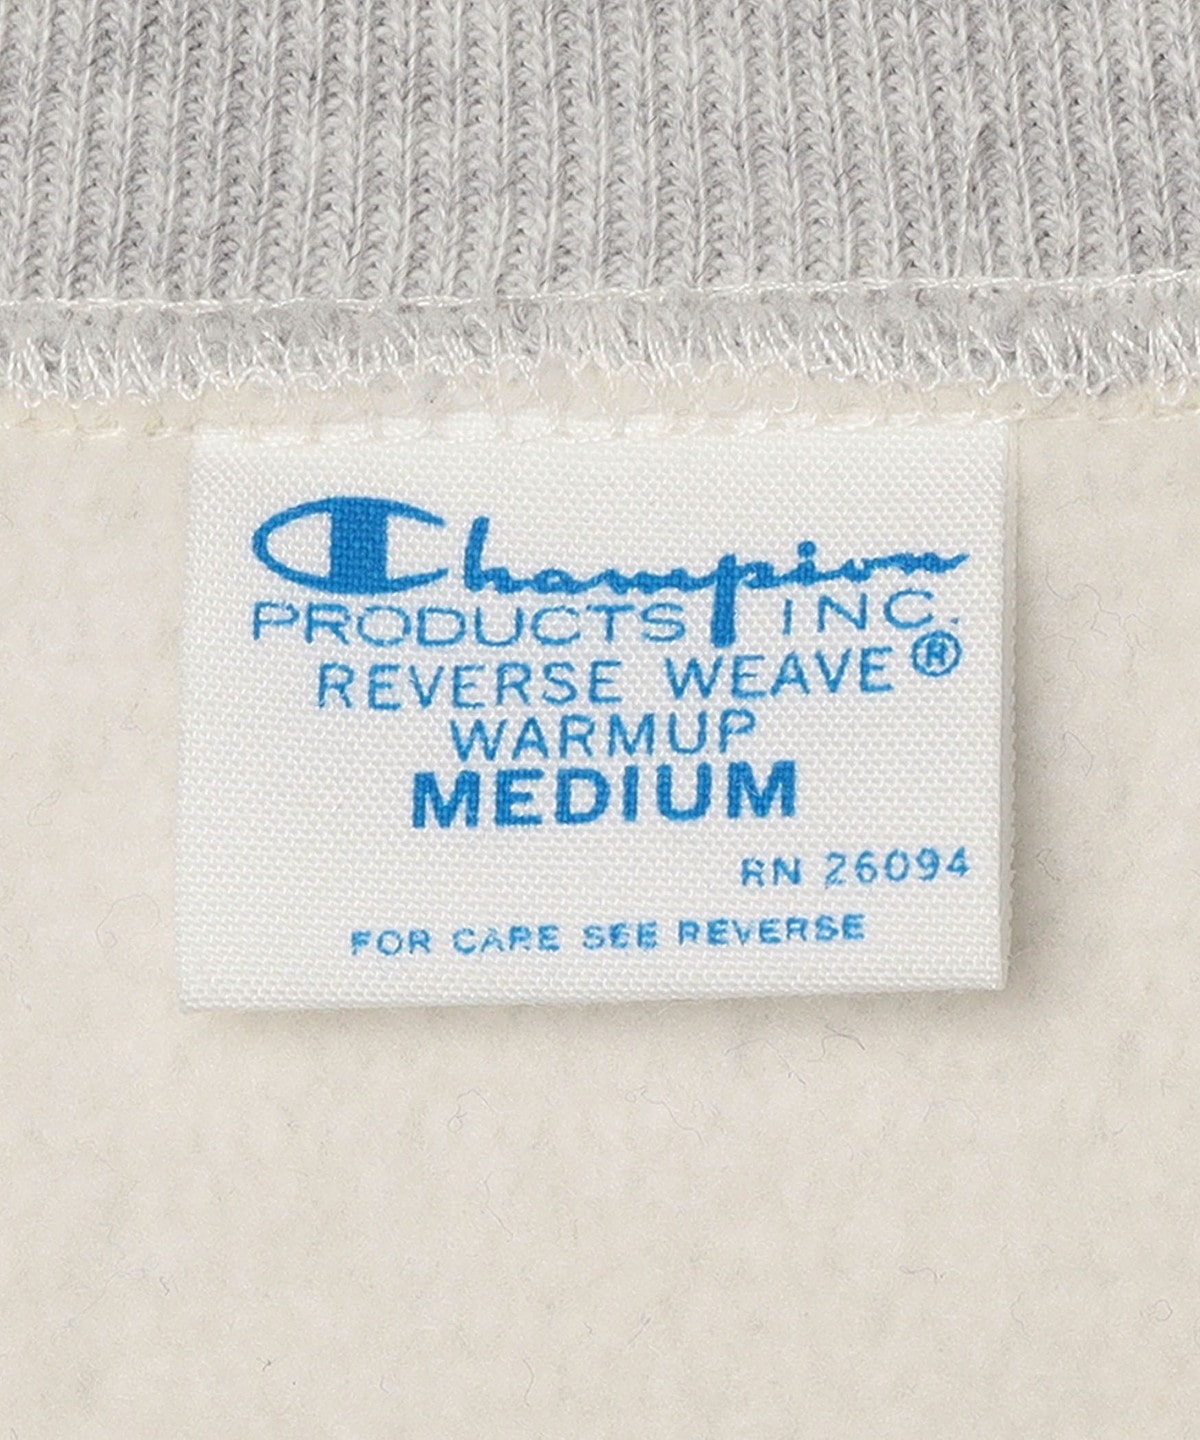 Champion
PRODUCTS INC.
REVERSE WEAVE®
WARMUP
MEDIUM
RN 26094
FOR CARE SEE REVERSE